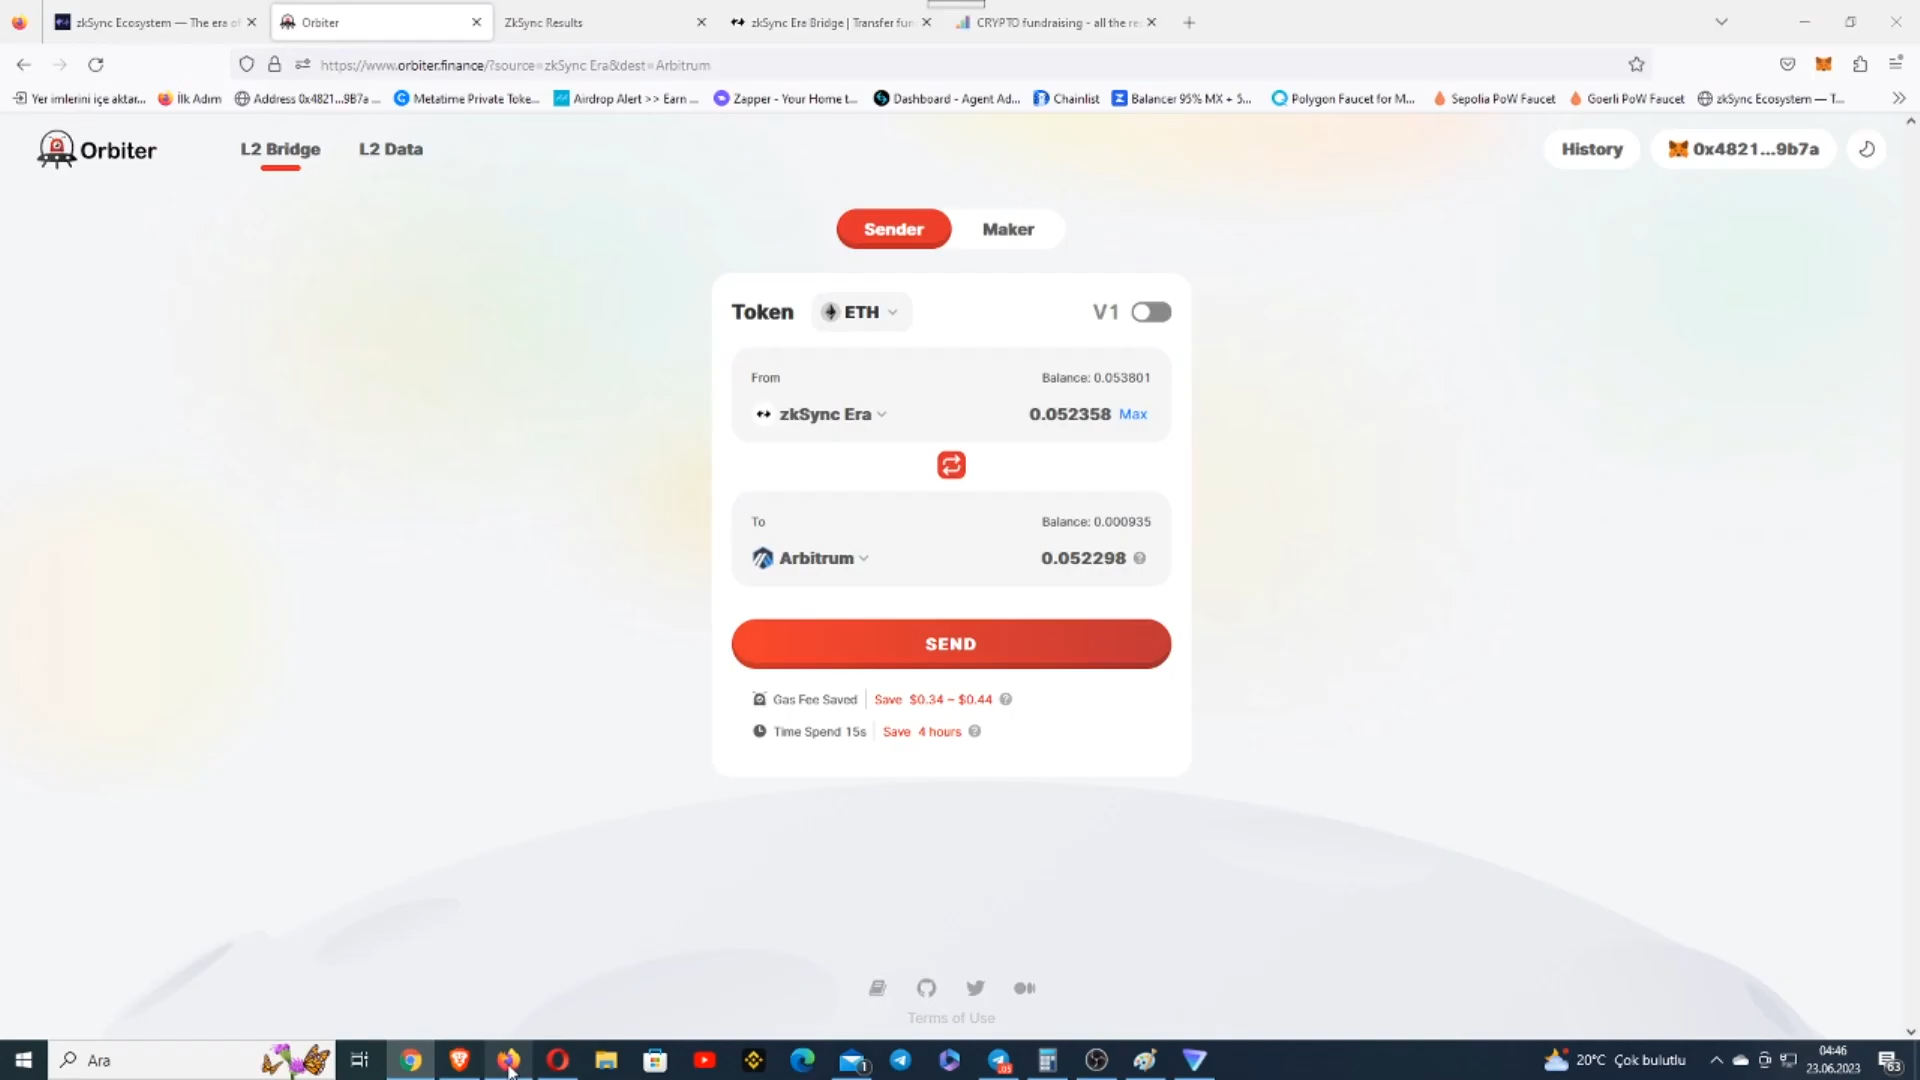 zkSync Ecosystem — The era of
Orbiter
ZkSync Results
zkSync Era Bridge | Transfer fun
CRYPTO fundraising - all the re
https://www.orbiter.finance/?source=zkSync Era&dest=Arbitrum
Yer imlerini içe aktar...
İlk Adım
Address 0x4821...9B7a ...
Metatime Private Toke...
Airdrop Alert >> Earn ...
Zapper - Your Home t...
Dashboard - Agent Ad...
Chainlist
Balancer 95% MX + 5...
Polygon Faucet for M...
Sepolia PoW Faucet
Goerli PoW Faucet
zkSync Ecosystem — T...
Orbiter
L2 Bridge
L2 Data
History
0x4821...9b7a
Sender
Maker
Token
ETH
V1
From
Balance: 0.053801
zkSync Era
0.052358 Max
To
Balance: 0.000935
Arbitrum
0.052298
SEND
Gas Fee Saved
Save $0.34 ~ $0.44
Time Spend 15s
Save 4 hours
Terms of Use
Ara
1
20°C Çok bulutlu
04:46
23.06.2023
63